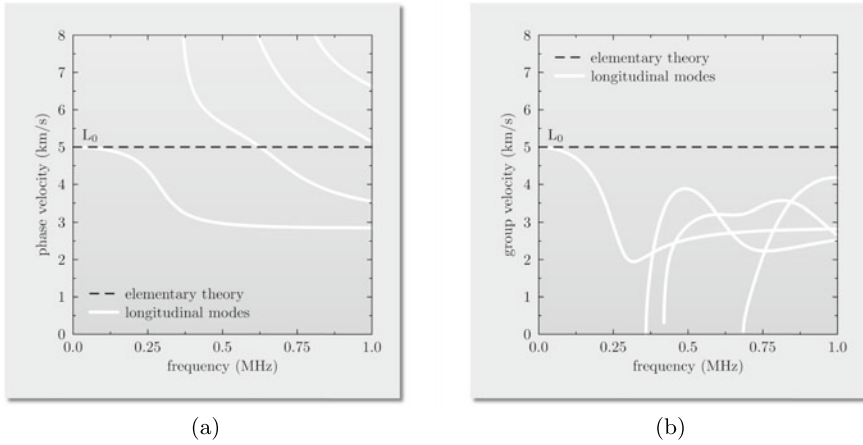 8
7
6
5
4
3
2
1
0
phase velocity (km/s)
L0
elementary theory
longitudinal modes
0.0 0.25 0.5 0.75 1.0
frequency (MHz)
(a)
8
7
6
5
4
3
2
1
0
group velocity (km/s)
elementary theory
longitudinal modes
L0
0.0 0.25 0.5 0.75 1.0
frequency (MHz)
(b)